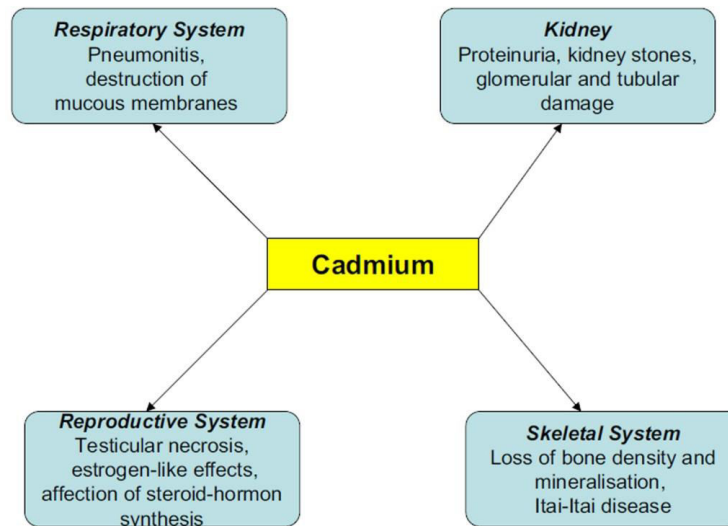 Respiratory System
Pneumonitis,
destruction of
mucous membranes
Kidney
Proteinuria, kidney stones,
glomerular and tubular
damage
Cadmium
Reproductive System
Testicular necrosis,
estrogen-like effects,
affection of steroid-hormon
synthesis
Skeletal System
Loss of bone density and
mineralisation,
Itai-Itai disease